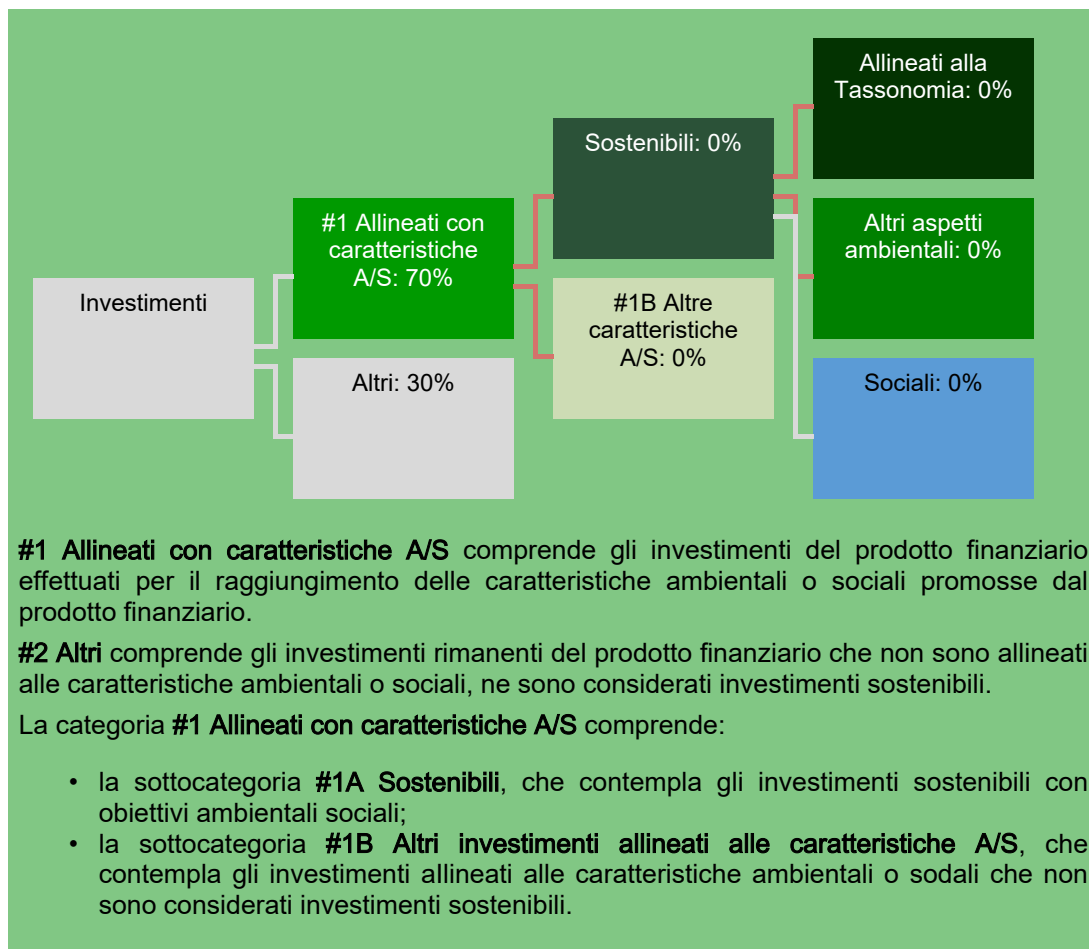 Allineati alla
Tassonomia: 0%
Sostenibili: 0%
#1 Allineati con
caratteristiche
A/S: 70%
Altri aspetti
ambientali: 0%
Investimenti
#1B Altre
caratteristiche
A/S: 0%
Altri: 30%
Sociali: 0%
#1 Allineati con caratteristiche A/S comprende gli investimenti del prodotto finanziario
effettuati per il raggiungimento delle caratteristiche ambientali o sociali promosse dal
prodotto finanziario.
#2 Altri comprende gli investimenti rimanenti del prodotto finanziario che non sono allineati
alle caratteristiche ambientali o sociali, ne sono considerati investimenti sostenibili.
La categoria #1 Allineati con caratteristiche A/S comprende:
• la sottocategoria #1A Sostenibili, che contempla gli investimenti sostenibili con
obiettivi ambientali sociali;
• la sottocategoria #1B Altri investimenti allineati alle caratteristiche A/S, che
contempla gli investimenti allineati alle caratteristiche ambientali o sodali che non
sono considerati investimenti sostenibili.